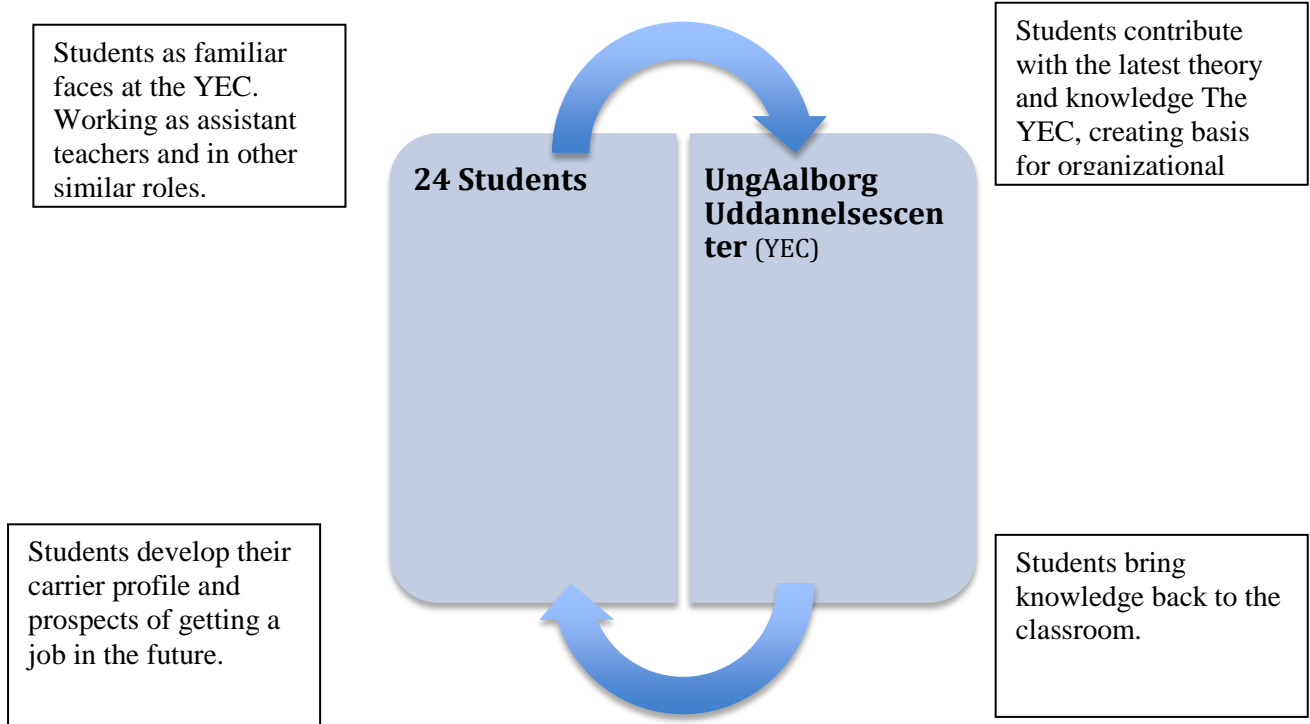 Students as familiar
faces at the YEC.
Working as assistant
teachers and in other
similar roles.
Students contribute
with the latest theory
and knowledge The
YEC, creating basis
for organizational
24 Students
UngAalborg
Uddannelsescen
ter (YEC)
Students develop their
carrier profile and
prospects of getting a
job in the future.
Students bring
knowledge back to the
classroom.